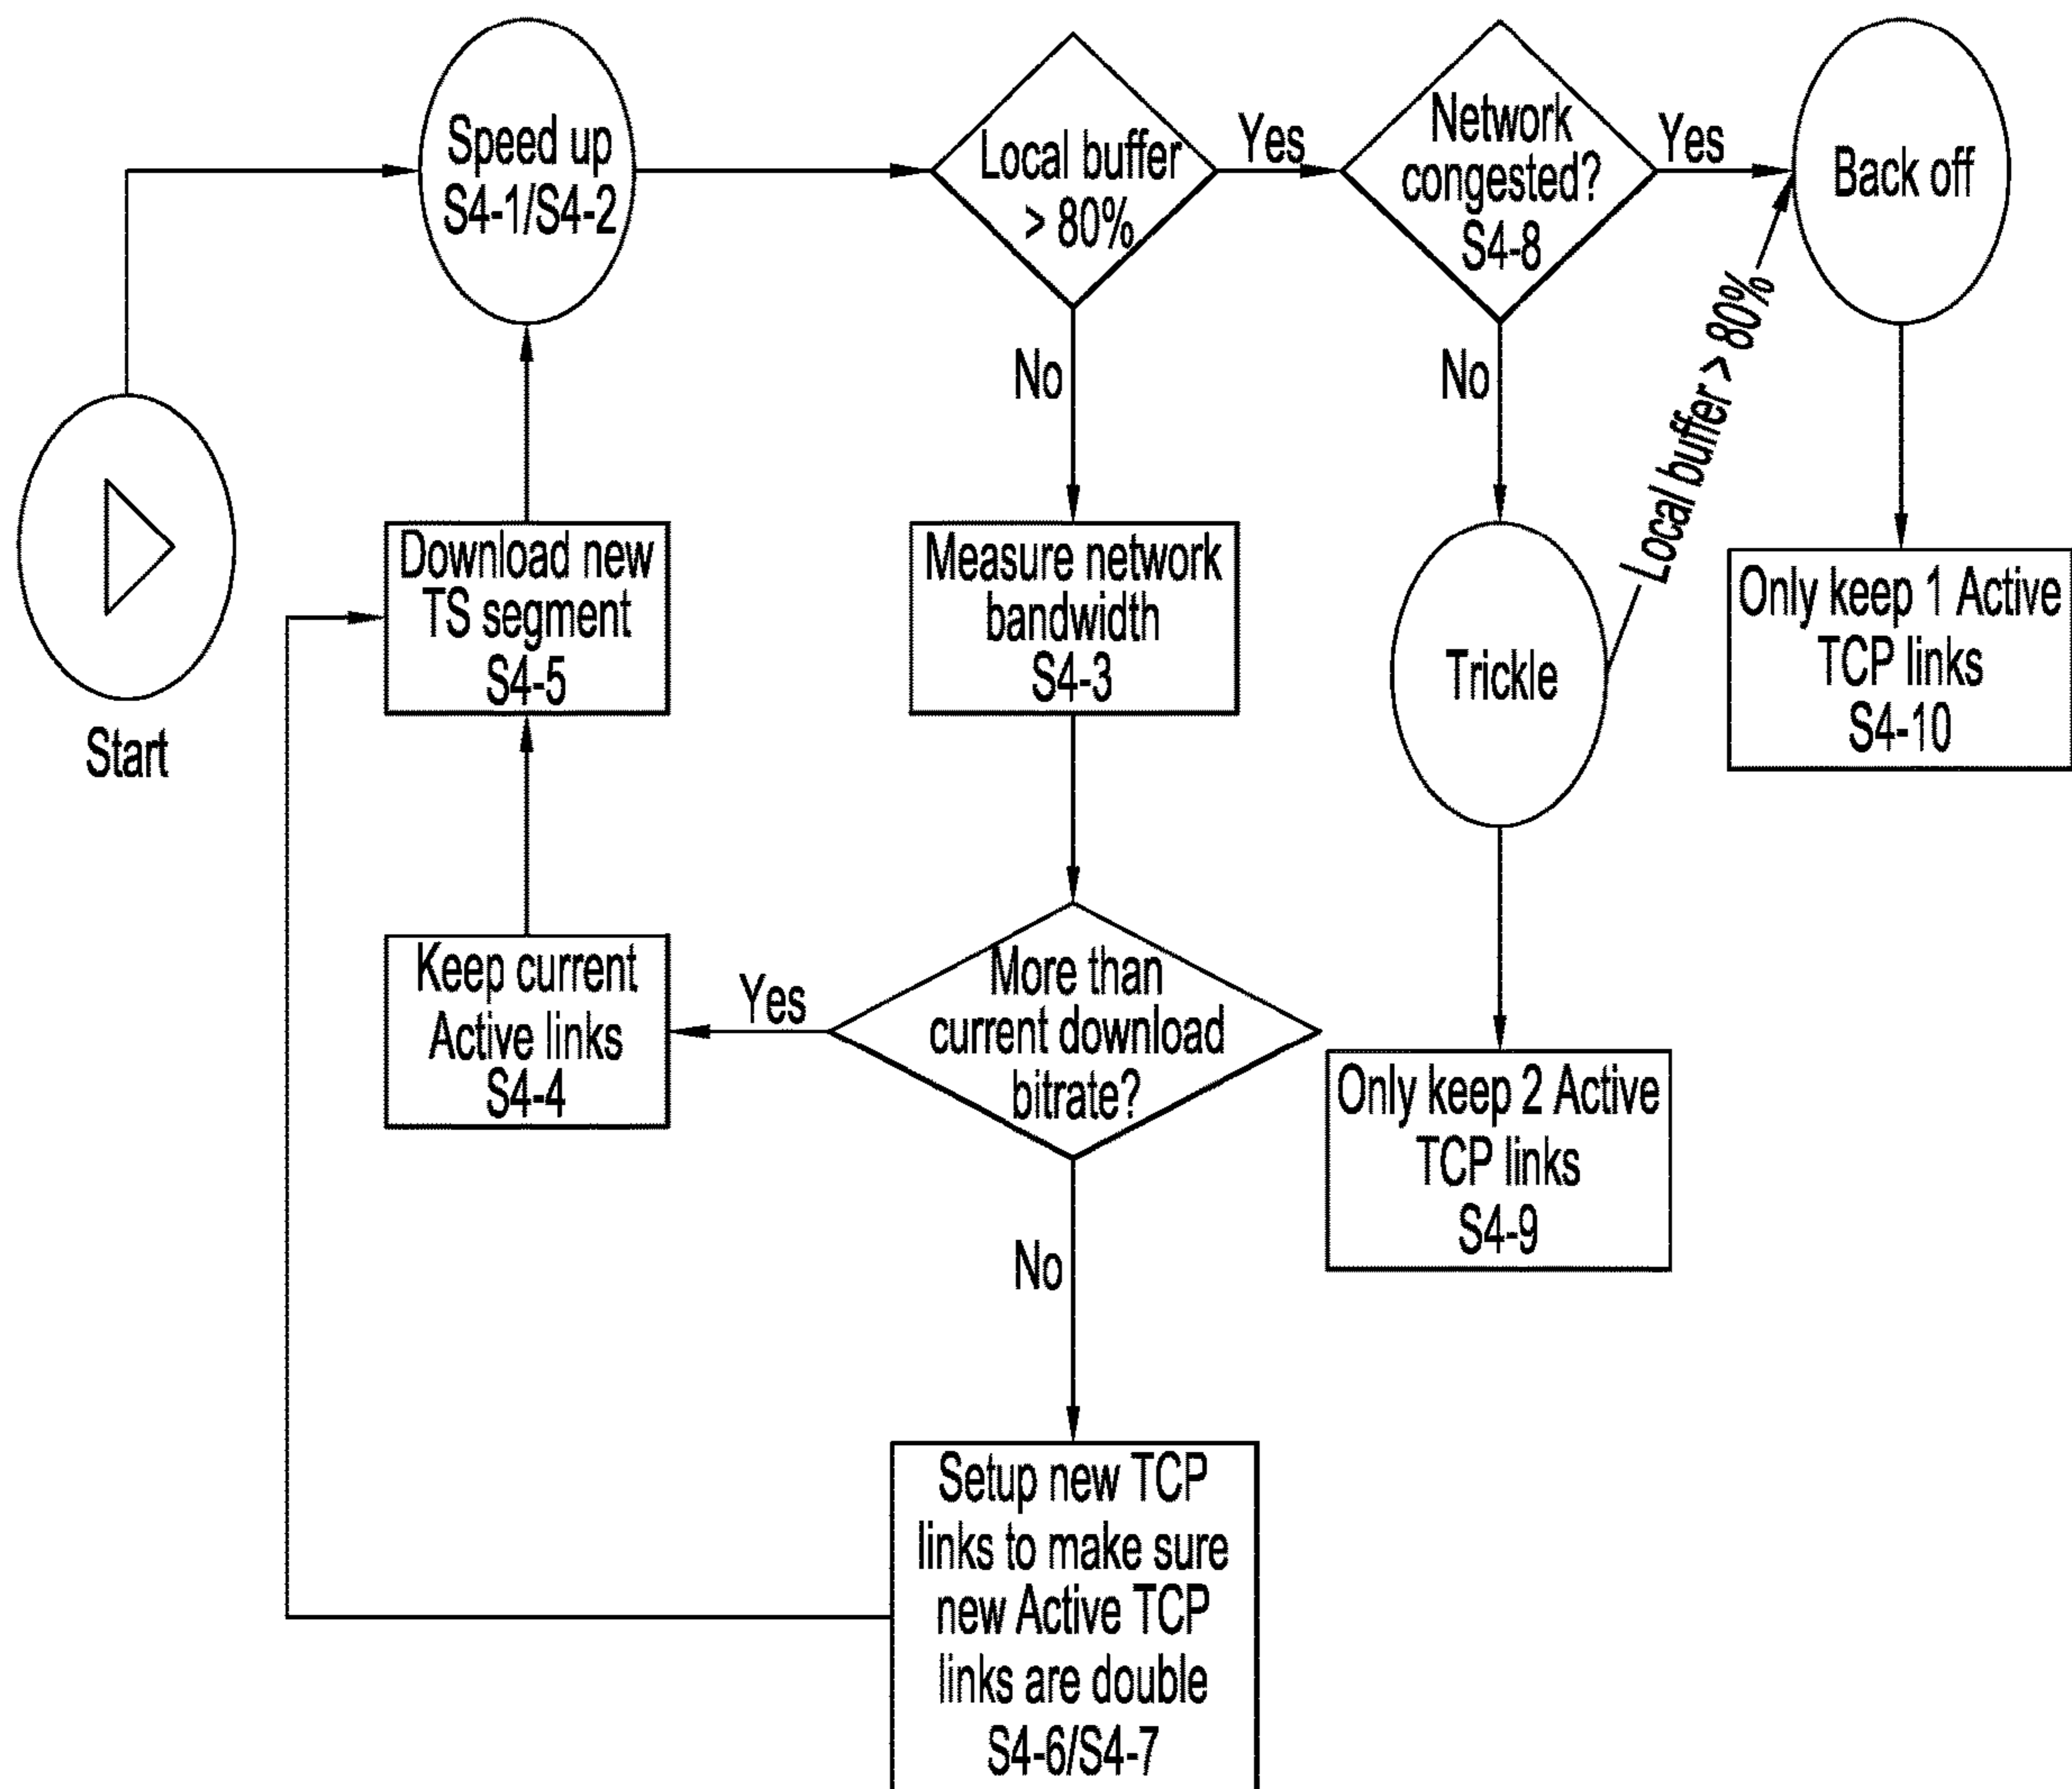 Speed up
S4-1/S4-2
Local buffer
> 80%
Yes
Network
congested?
S4-8
Yes
Back off
No
No
Local buffer > 80%
Start
Download new
TS segment
S4-5
Measure network
bandwidth
S4-3
Trickle
Only keep 1 Active
TCP links
S4-10
Keep current
Active links
S4-4
Yes
More than
current download
bitrate?
Only keep 2 Active
TCP links
S4-9
No
Setup new TCP
links to make sure
new Active TCP
links are double
S4-6/S4-7